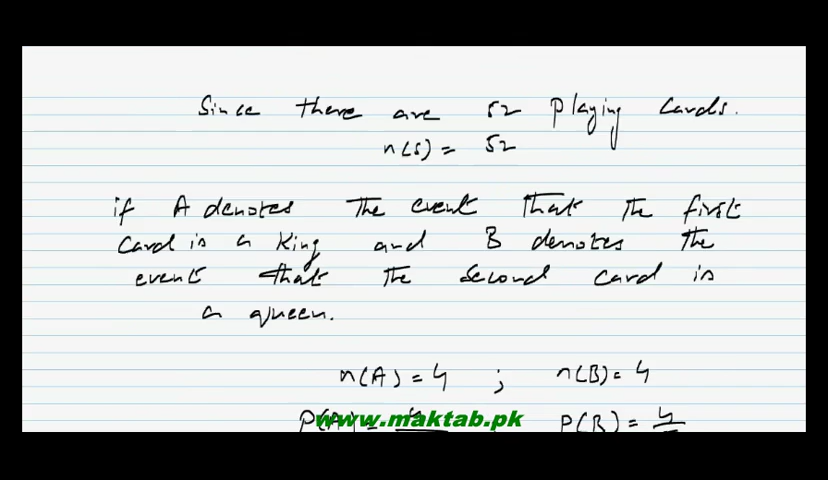 Since there are 52 Playing Cards.
n(S) = 52
if A denotes The event That The first
Card is a King and B denotes The
event that the Second Card is
a queen.
n(A) = 4 ; n(B) = 4
P(A) = 4 P(B) = 4
www.maktab.pk